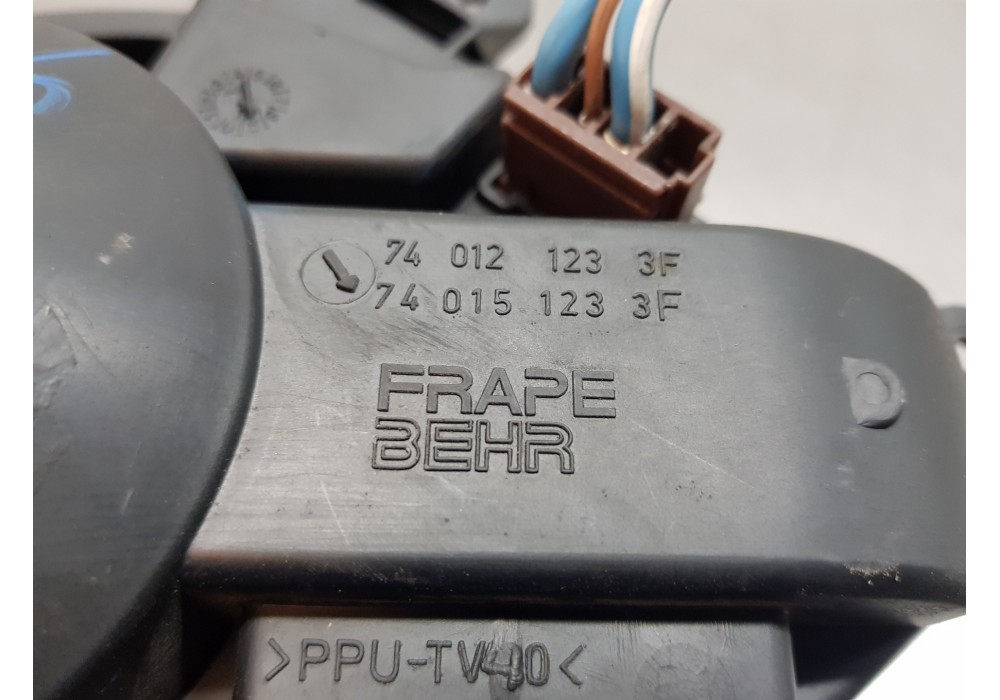 74 012 123 3F
74 015 123 3F
FRAPE
BEHR
>PPU-TV40<